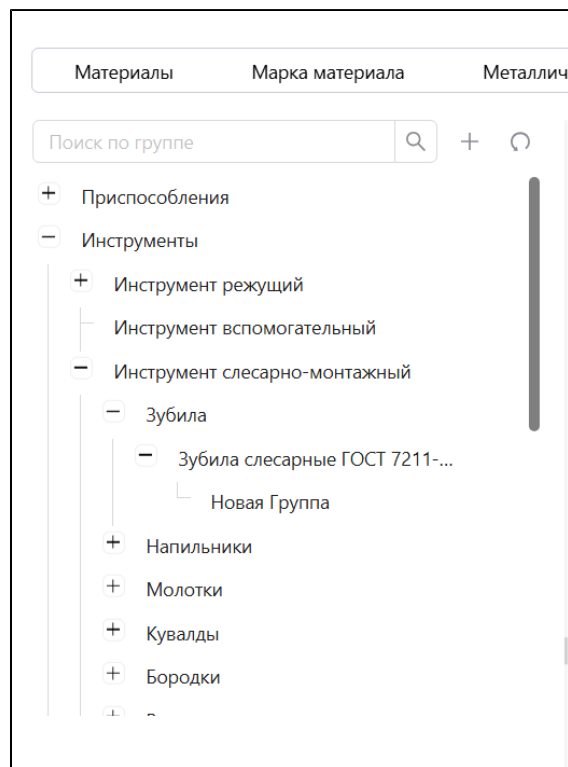 Материалы Марка материала Металлич
Поиск по группе
Приспособления
Инструменты
Инструмент режущий
Инструмент вспомогательный
Инструмент слесарно-монтажный
Зубила
Зубила слесарные ГОСТ 7211-...
Новая Группа
Напильники
Молотки
Кувалды
Бородки